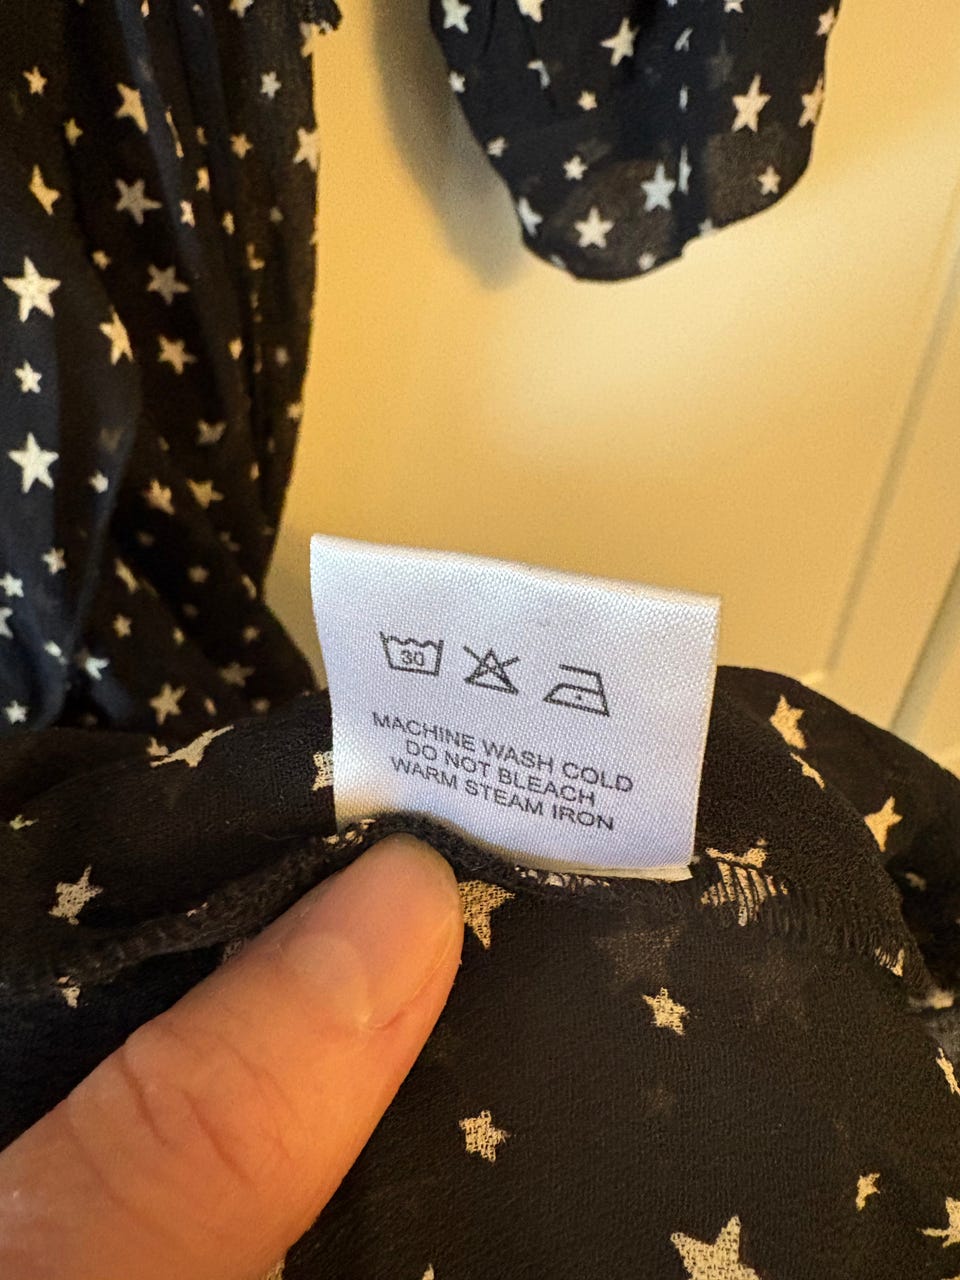 30
MACHINE WASH COLD
DO NOT BLEACH
WARM STEAM IRON